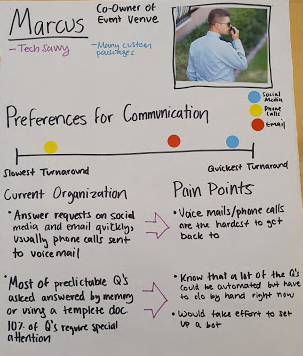 Marcus
Co-Owner of
Event Venue
- Tech Savvy
- Many custom
packages
Social
Media
Phone
Calls
Email
Preferences for Communication
Slowest Turnaround
Quickest Turnaround
Current Organization
Pain Points
• Answer requests on social
media and email quickly,
usually phone calls sent
to voicemail
• Voice mails/phone calls
are the hardest to get
back to
• Most of predictable Q's
asked answered by memory
or using a template doc.
10% of Q's require special
attention
• Know that a lot of the Q's
could be automated but have
to do by hand right now
• Would take effort to set
up a bot